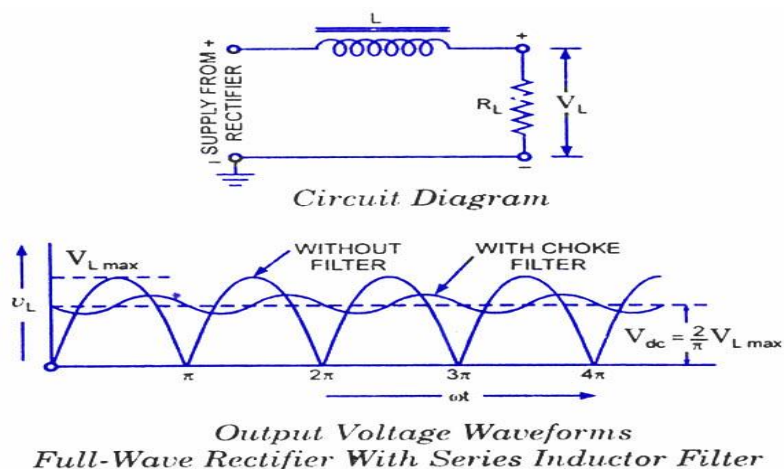 L
+
SUPPLY FROM +
RECTIFIER
−
R_L
V_L
−
Circuit Diagram
V_L max
WITHOUT
FILTER
WITH CHOKE
FILTER
υ_L
V_dc = 2/π V_L max
π
2π
3π
4π
ωt
Output Voltage Waveforms
Full-Wave Rectifier With Series Inductor Filter